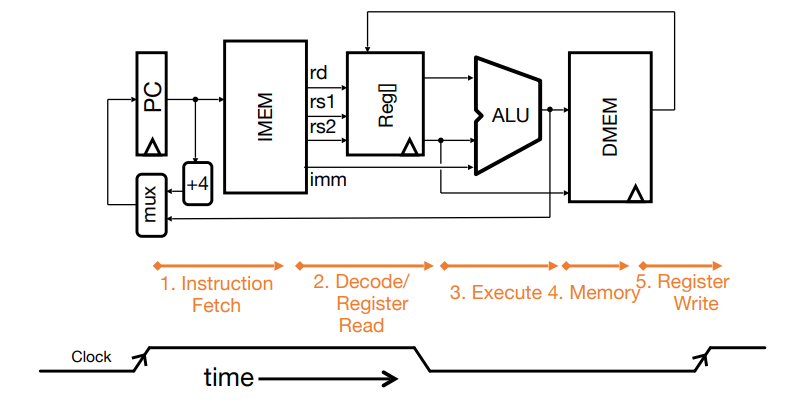 PC
IMEM
rd
rs1
rs2
imm
Reg[]
ALU
DMEM
+4
mux
1. Instruction
Fetch
2. Decode/
Register
Read
3. Execute
4. Memory
5. Register
Write
Clock
time